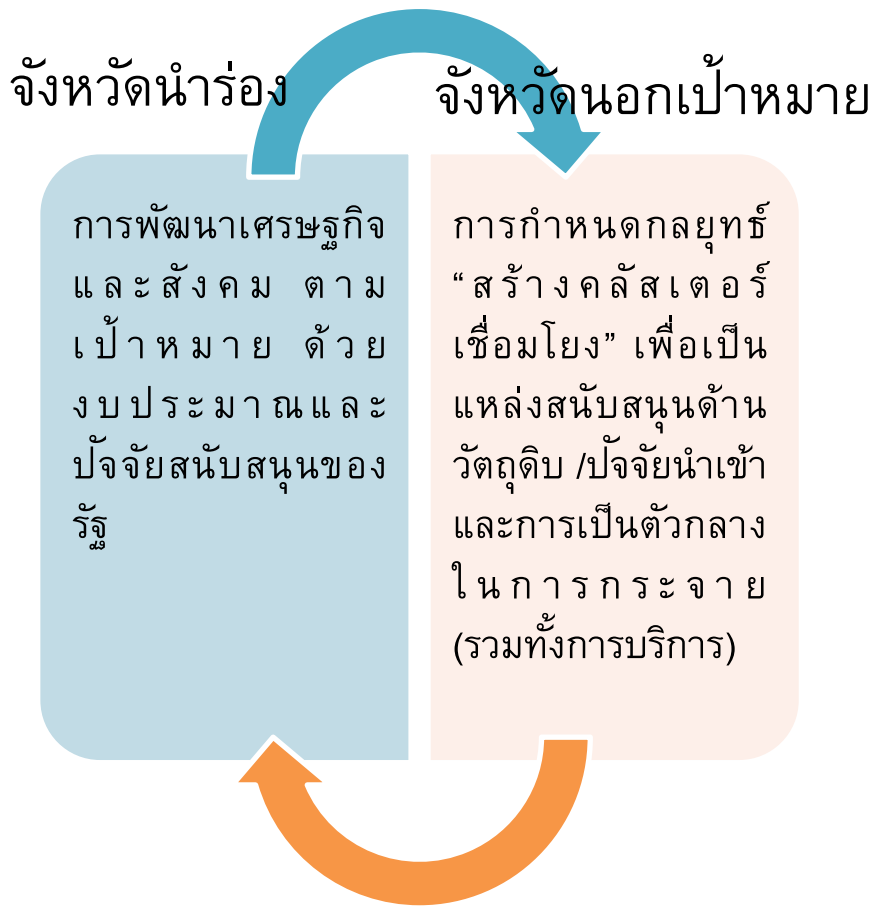 จังหวัดนำร่อง
จังหวัดนอกเป้าหมาย
การพัฒนาเศรษฐกิจ
และสังคม ตาม
เป้าหมาย ด้วย
งบประมาณและ
ปัจจัยสนับสนุนของ
รัฐ
การกำหนดกลยุทธ์
“สร้างคลัสเตอร์
เชื่อมโยง” เพื่อเป็น
แหล่งสนับสนุนด้าน
วัตถุดิบ /ปัจจัยนำเข้า
และการเป็นตัวกลาง
ในการกระจาย
(รวมทั้งการบริการ)